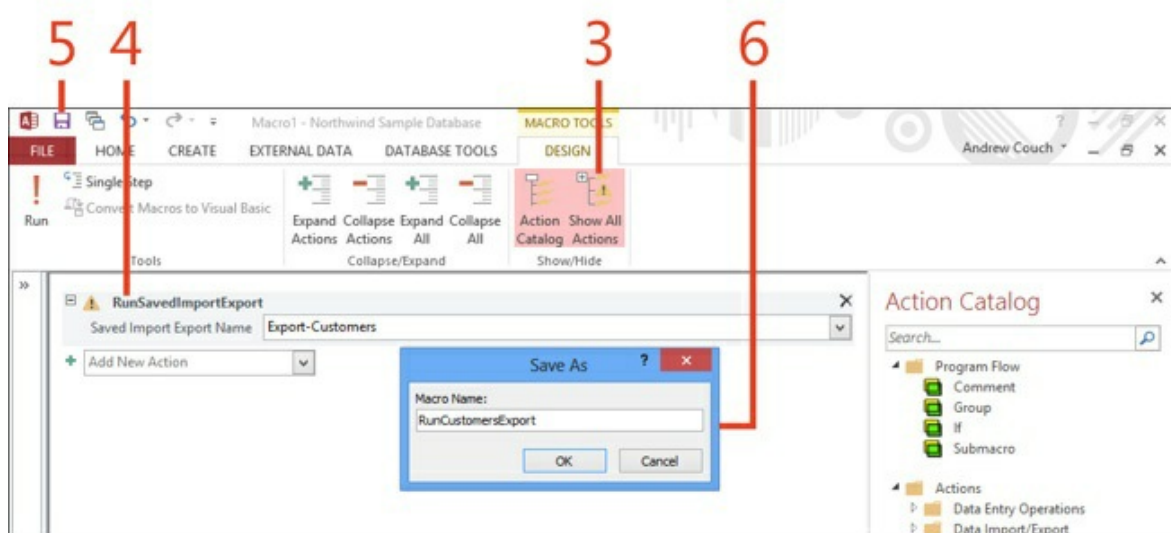 5 4 3 6
Macro1 - Northwind Sample Database MACRO TOOLS ?
FILE HOME CREATE EXTERNAL DATA DATABASE TOOLS DESIGN Andrew Couch
Single Step
Convert Macros to Visual Basic
Run
Expand Collapse Expand Collapse Action Show All
Actions Actions All All Catalog Actions
Tools Collapse/Expand Show/Hide
RunSavedImportExport
Saved Import Export Name Export-Customers
Add New Action
Save As ?
Macro Name:
RunCustomersExport
OK Cancel
Action Catalog
Search...
Program Flow
Comment
Group
If
Submacro
Actions
Data Entry Operations
Data Import/Export